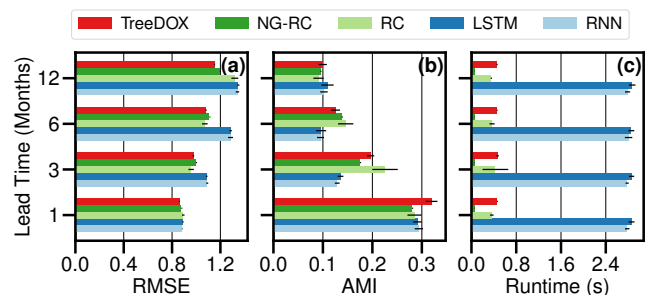 TreeDOX NG-RC RC LSTM RNN
(a) (b) (c)
Lead Time (Months)
12
6
3
1
0.0 0.4 0.8 1.2
RMSE
0.0 0.1 0.2 0.3
AMI
0.0 0.8 1.6 2.4
Runtime (s)